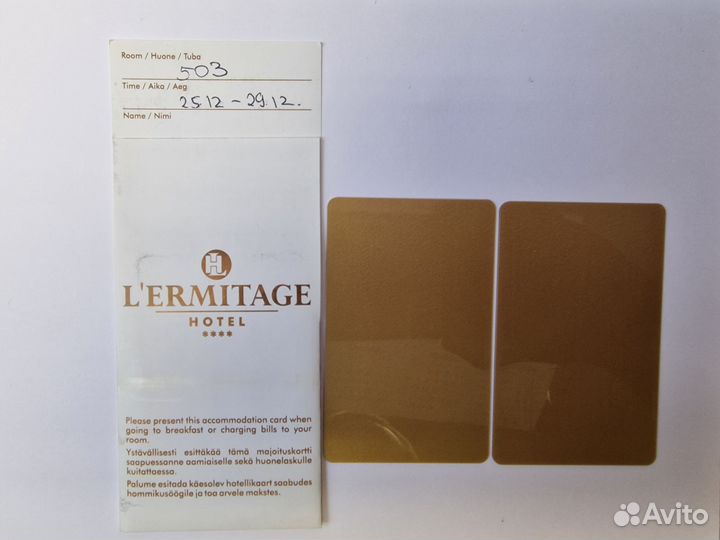 Room / Huone / Tuba
503
Time / Aika / Aeg
25.12 – 29.12.
Name / Nimi
HL
L'ERMITAGE
HOTEL
****
Please present this accommodation card when
going to breakfast or charging bills to your
room.
Ystävällisesti esittäkää tämä majoituskortti
saapuessanne aamiaiselle sekä huonelaskulle
kuitattaessa.
Palume esitada käesolev hotellikaart saabudes
hommikusöögile ja toa arvele makstes.
Avito